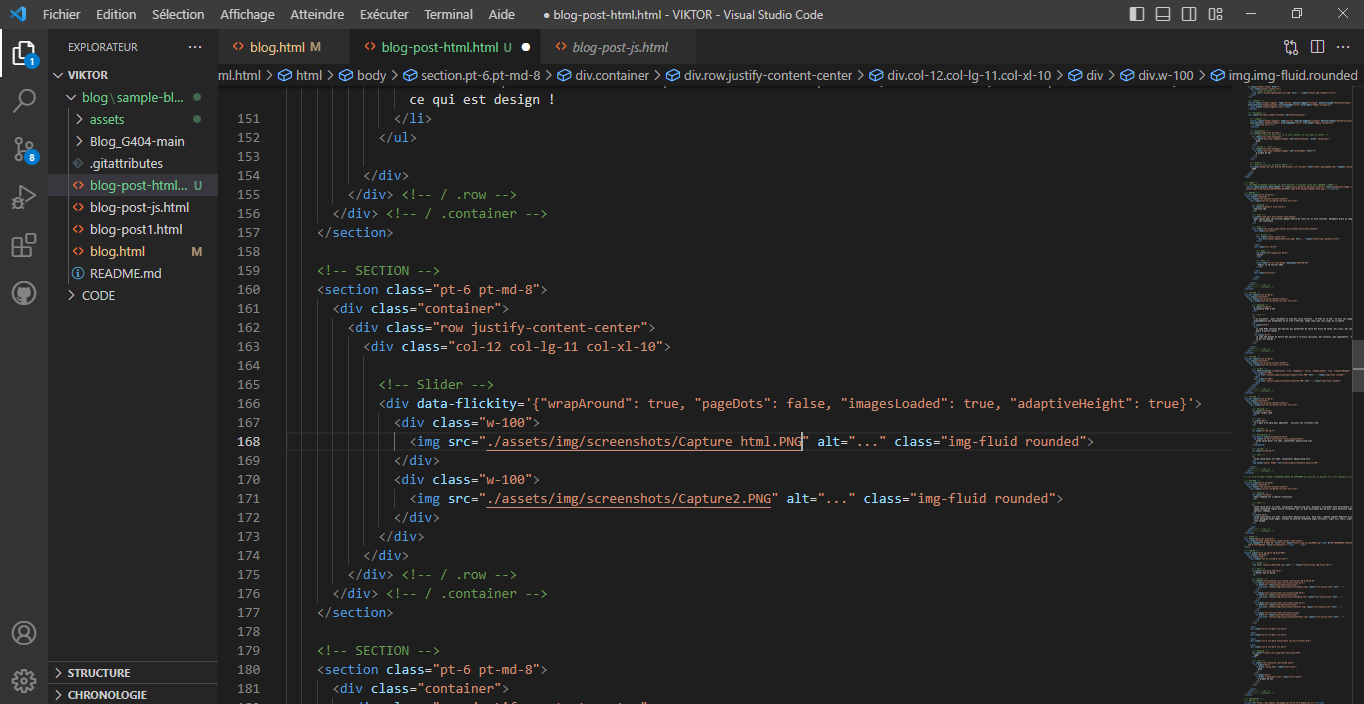 Fichier Edition Sélection Affichage Atteindre Exécuter Terminal Aide ● blog-post-html.html - VIKTOR - Visual Studio Code
EXPLORATEUR ···
VIKTOR
blog\sample-bl...
assets
Blog_G404-main
.gitattributes
blog-post-html... U
blog-post-js.html
blog-post1.html
blog.html M
README.md
CODE
STRUCTURE
CHRONOLOGIE
1
8
blog.html M
blog-post-html.html U
blog-post-js.html
ml.html > html > body > section.pt-6.pt-md-8 > div.container > div.row.justify-content-center > div.col-12.col-lg-11.col-xl-10 > div > div.w-100 > img.img-fluid.rounded
ce qui est design !
151 </li>
152 </ul>
153
154 </div>
155 </div> <!-- / .row -->
156 </div> <!-- / .container -->
157 </section>
158
159 <!-- SECTION -->
160 <section class="pt-6 pt-md-8">
161 <div class="container">
162 <div class="row justify-content-center">
163 <div class="col-12 col-lg-11 col-xl-10">
164
165 <!-- Slider -->
166 <div data-flickity='{"wrapAround": true, "pageDots": false, "imagesLoaded": true, "adaptiveHeight": true}'>
167 <div class="w-100">
168 <img src="./assets/img/screenshots/Capture html.PNG" alt="..." class="img-fluid rounded">
169 </div>
170 <div class="w-100">
171 <img src="./assets/img/screenshots/Capture2.PNG" alt="..." class="img-fluid rounded">
172 </div>
173 </div>
174 </div>
175 </div> <!-- / .row -->
176 </div> <!-- / .container -->
177 </section>
178
179 <!-- SECTION -->
180 <section class="pt-6 pt-md-8">
181 <div class="container">